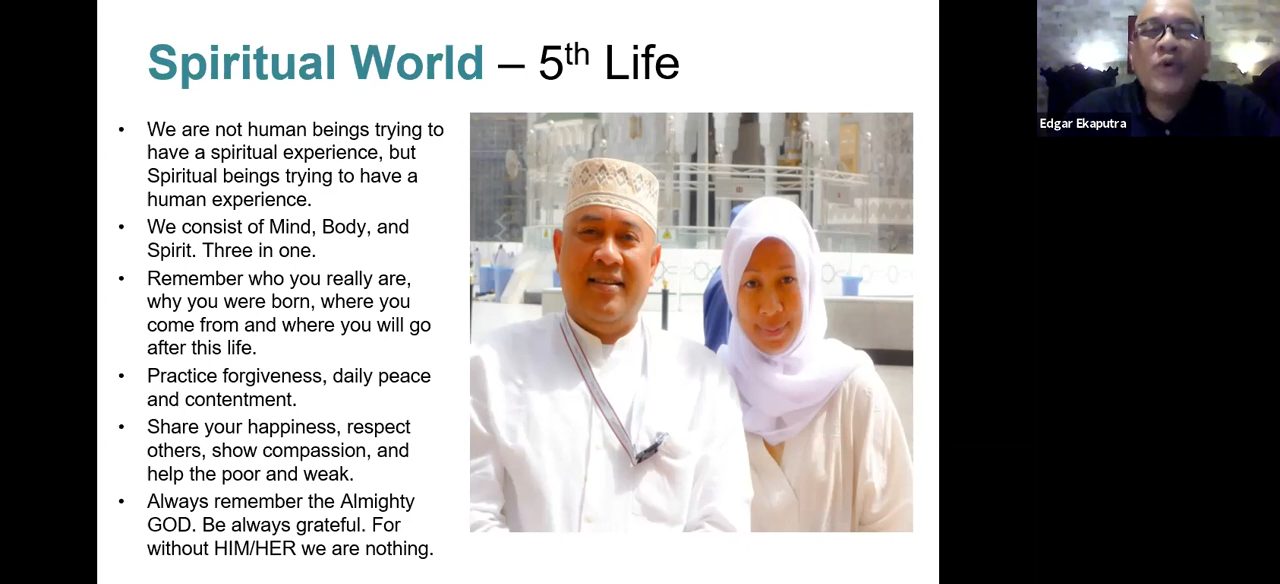 Spiritual World – 5th Life
• We are not human beings trying to
have a spiritual experience, but
Spiritual beings trying to have a
human experience.
• We consist of Mind, Body, and
Spirit. Three in one.
• Remember who you really are,
why you were born, where you
come from and where you will go
after this life.
• Practice forgiveness, daily peace
and contentment.
• Share your happiness, respect
others, show compassion, and
help the poor and weak.
• Always remember the Almighty
GOD. Be always grateful. For
without HIM/HER we are nothing.
Edgar Ekaputra